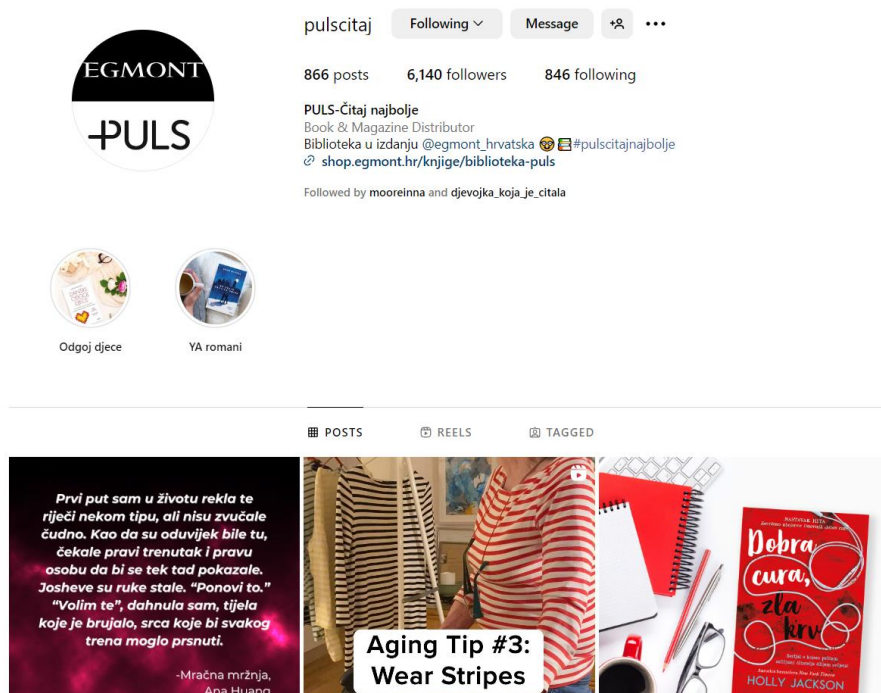 pulscitaj
Following
Message
EGMONT
PULS
866 posts
6,140 followers
846 following
PULS-Čitaj najbolje
Book & Magazine Distributor
Biblioteka u izdanju @egmont_hrvatska #pulscitajnajbolje
shop.egmont.hr/knjige/biblioteka-puls
Followed by mooreinna and djevojka_koja_je_citala
Odgoj djece
YA romani
POSTS
REELS
TAGGED
Prvi put sam u životu rekla te
riječi nekom tipu, ali nisu zvučale
čudno. Kao da su oduvijek bile tu,
čekale pravi trenutak i pravu
osobu da bi se tek tad pokazale.
Josheve su ruke stale. “Ponovi to.”
“Volim te”, dahnula sam, tijela
koje je brujalo, srca koje bi svakog
trena moglo prsnuti.
-Mračna mržnja,
Ana Huang
Aging Tip #3:
Wear Stripes
NASTAVAK HITA
Dobra
cura,
zla
krv
HOLLY JACKSON